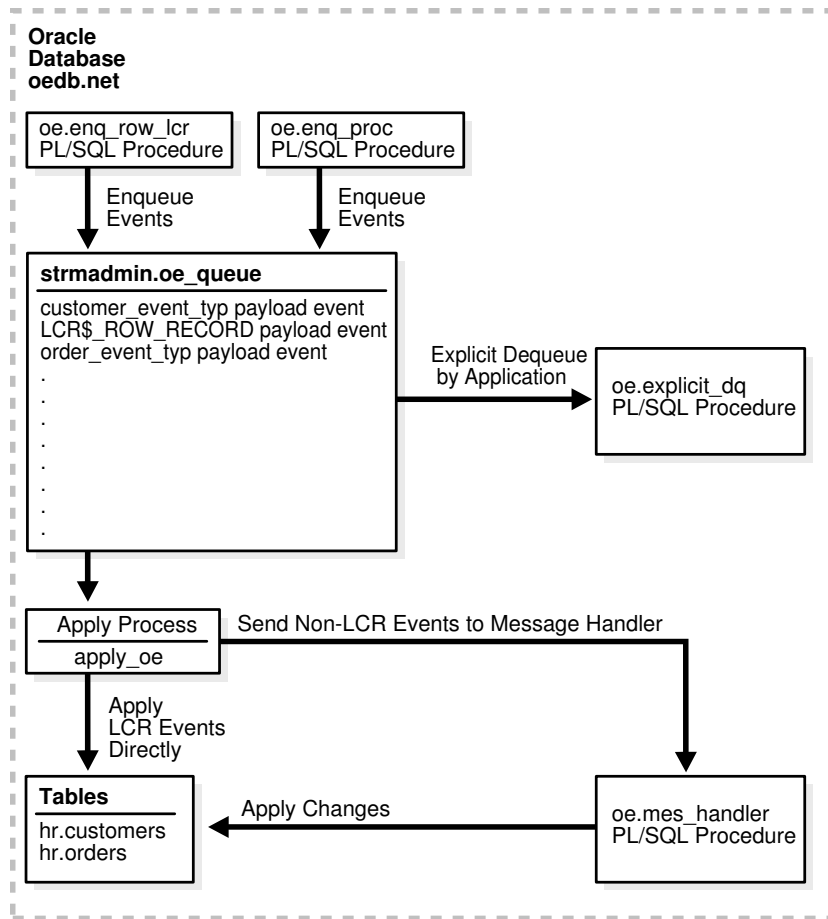 Oracle
Database
oedb.net
oe.enq_row_lcr
PL/SQL Procedure
oe.enq_proc
PL/SQL Procedure
Enqueue
Events
Enqueue
Events
strmadmin.oe_queue
customer_event_typ payload event
LCR$_ROW_RECORD payload event
order_event_typ payload event
.
.
.
.
.
.
.
.
Explicit Dequeue
by Application
oe.explicit_dq
PL/SQL Procedure
Apply Process
apply_oe
Send Non-LCR Events to Message Handler
Apply
LCR Events
Directly
Tables
hr.customers
hr.orders
Apply Changes
oe.mes_handler
PL/SQL Procedure